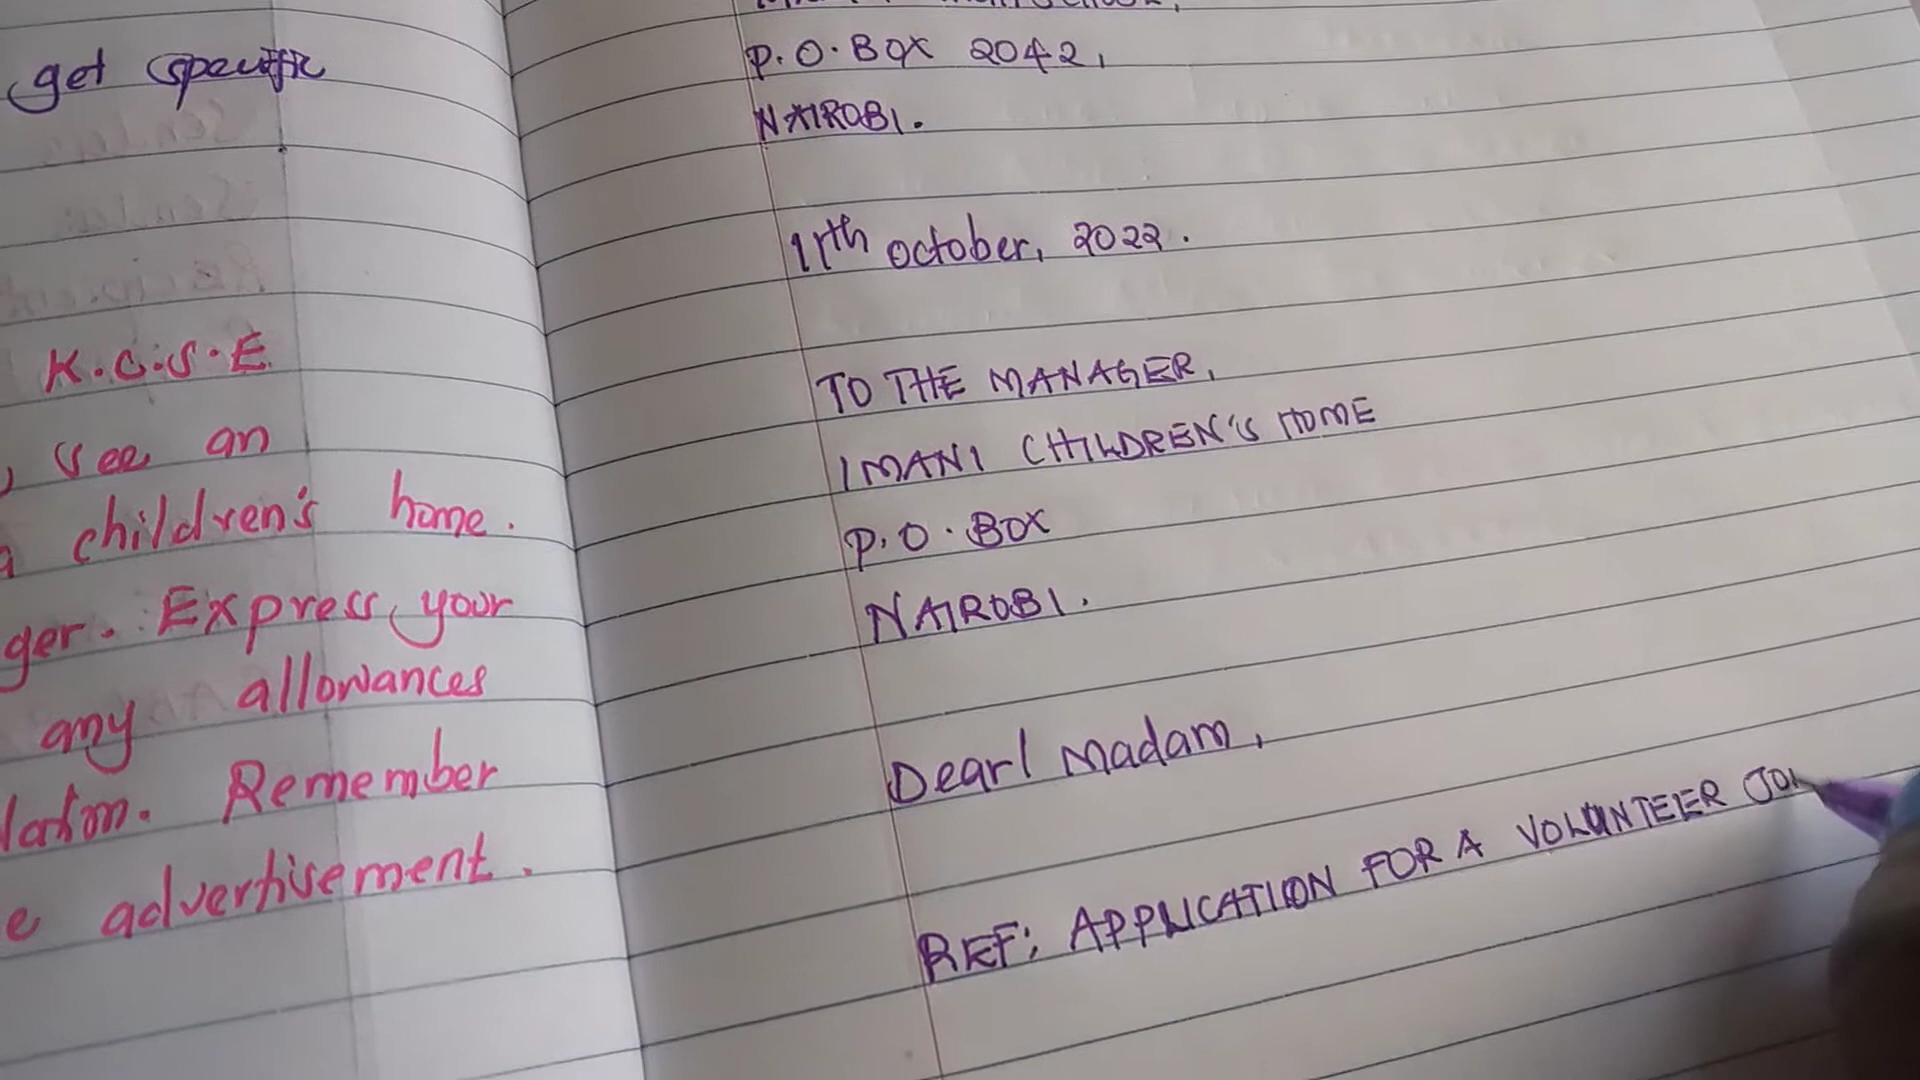 get specific
K.C.S.E
, see an
children's home.
ger. Express your
any allowances
Remember
e advertisement.
P.O. BOX 2042,
NAIROBI.
11th october, 2022.
TO THE MANAGER,
IMANI CHILDREN'S HOME
P.O. BOX
NAIROBI.
Dear Madam,
REF: APPLICATION FOR A VOLUNTEER